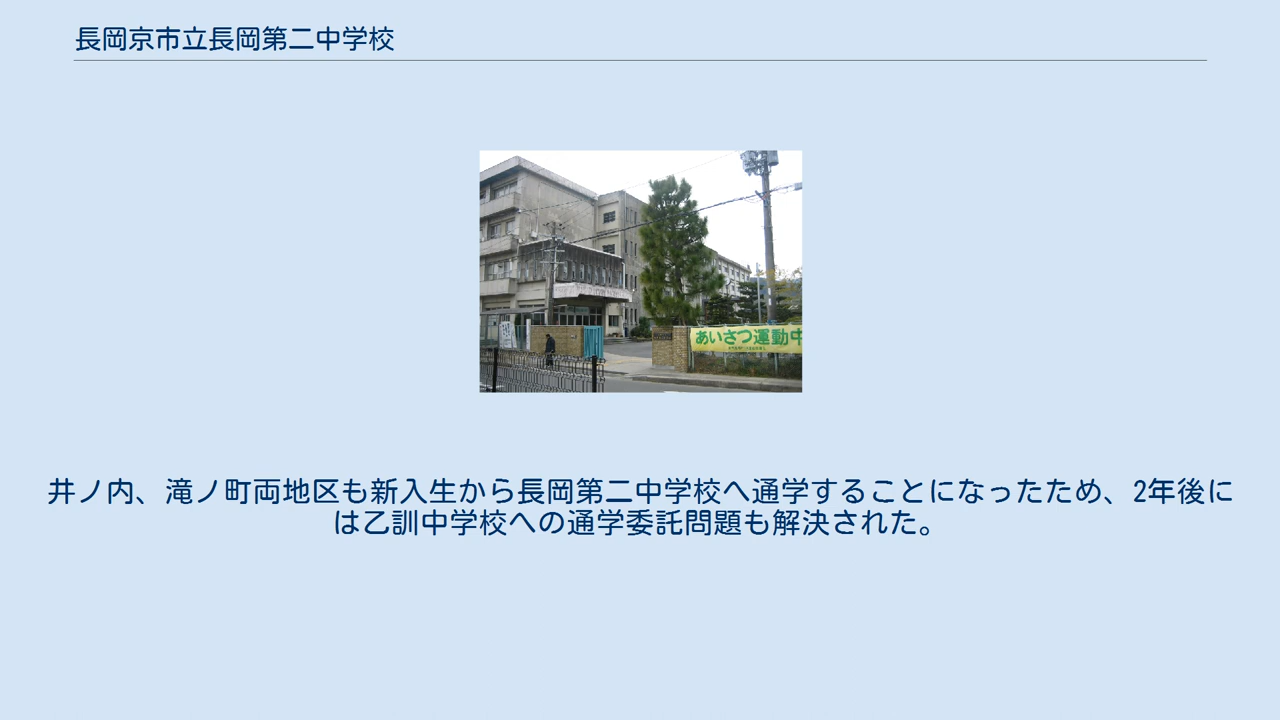 長岡京市立長岡第二中学校
あいさつ運動中
井ノ内、滝ノ町両地区も新入生から長岡第二中学校へ通学することになったため、2年後に
は乙訓中学校への通学委託問題も解決された。